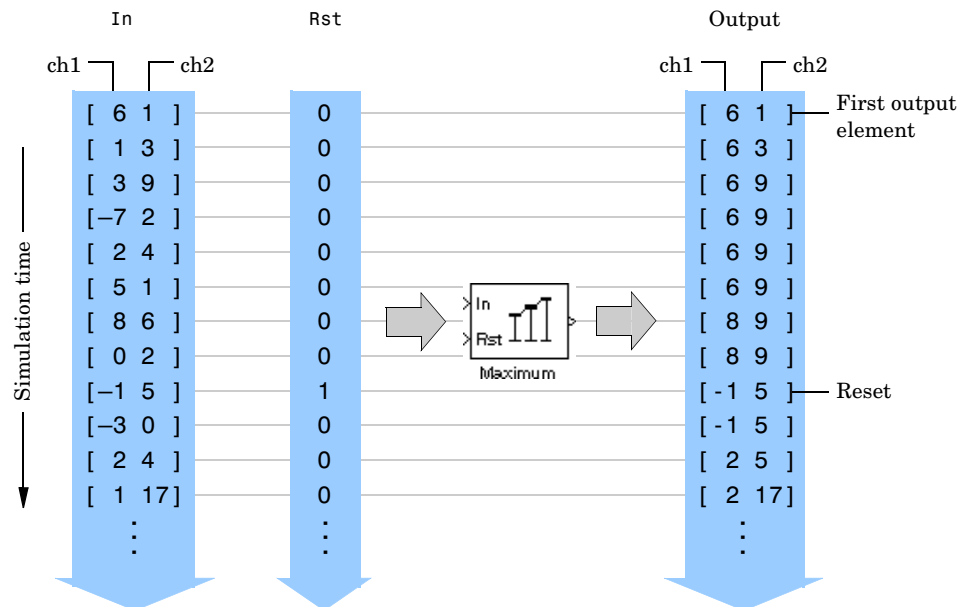 In Rst Output
ch1 ch2 ch1 ch2
[ 6 1 ] 0 [ 6 1 ] First output
element
[ 1 3 ] 0 [ 6 3 ]
[ 3 9 ] 0 [ 6 9 ]
[−7 2 ] 0 [ 6 9 ]
[ 2 4 ] 0 [ 6 9 ]
[ 5 1 ] 0 [ 6 9 ]
[ 8 6 ] 0 [ 8 9 ]
[ 0 2 ] 0 [ 8 9 ]
[−1 5 ] 1 [ -1 5 ] Reset
[−3 0 ] 0 [ -1 5 ]
[ 2 4 ] 0 [ 2 5 ]
[ 1 17] 0 [ 2 17]
Simulation time
In
Rst
Maximum